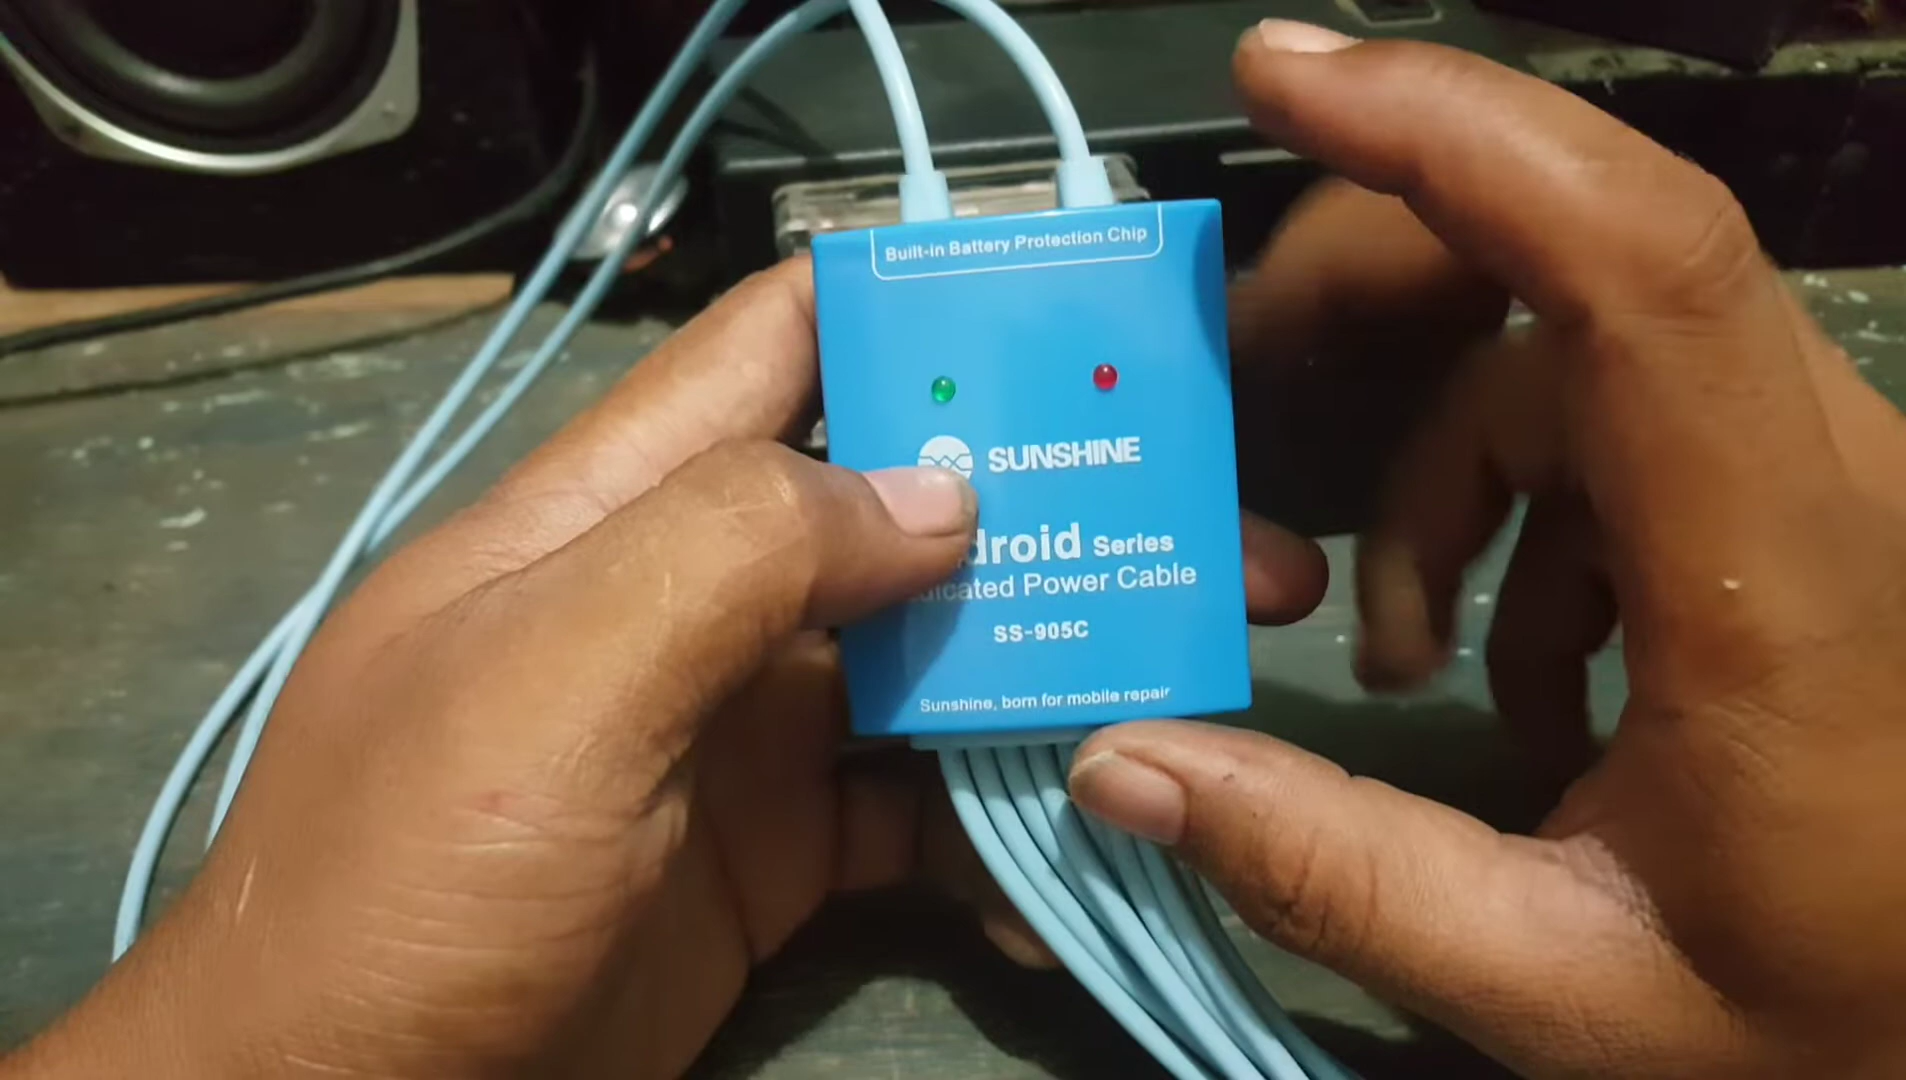 Built-in Battery Protection Chip
SUNSHINE
droid Series
dicated Power Cable
SS-905C
Sunshine, born for mobile repair